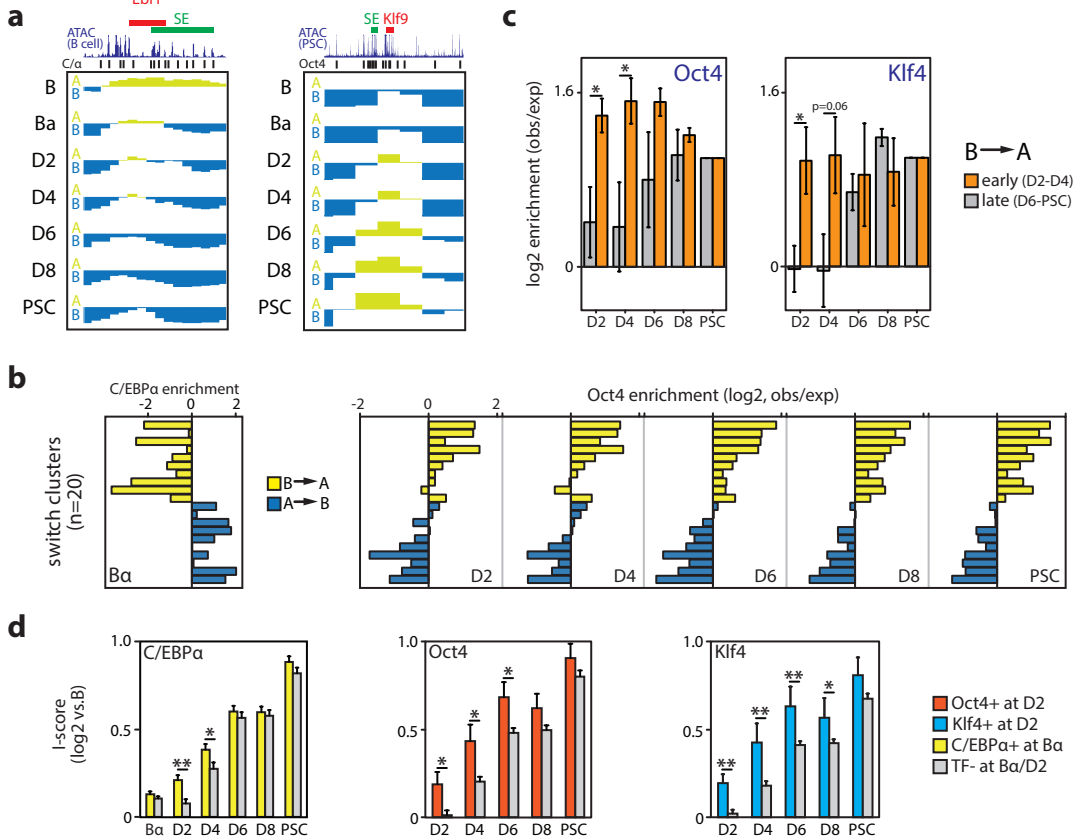 a
SE
ATAC
(B cell)
C/α
SE Klf9
ATAC
(PSC)
Oct4
B
A
B
Ba
A
B
D2
A
B
D4
A
B
D6
A
B
D8
A
B
PSC
A
B
B
A
B
Ba
A
B
D2
A
B
D4
A
B
D6
A
B
D8
A
B
PSC
A
B
c
log2 enrichment (obs/exp)
1.6
0
Oct4
* *
D2 D4 D6 D8 PSC
1.6
0
Klf4
* p=0.06
D2 D4 D6 D8 PSC
B → A
early (D2-D4)
late (D6-PSC)
b
C/EBPα enrichment
-2 0 2
switch clusters
(n=20)
Bα
B → A
A → B
Oct4 enrichment (log2, obs/exp)
-2 0 2
D2 D4 D6 D8 PSC
d
I-score
(log2 vs.B)
1.0
0.5
0
C/EBPα
** *
Bα D2 D4 D6 D8 PSC
1.0
0.5
0
Oct4
* * *
D2 D4 D6 D8 PSC
1.0
0.5
0
Klf4
** ** ** *
D2 D4 D6 D8 PSC
Oct4+ at D2
Klf4+ at D2
C/EBPα+ at Bα
TF- at Bα/D2